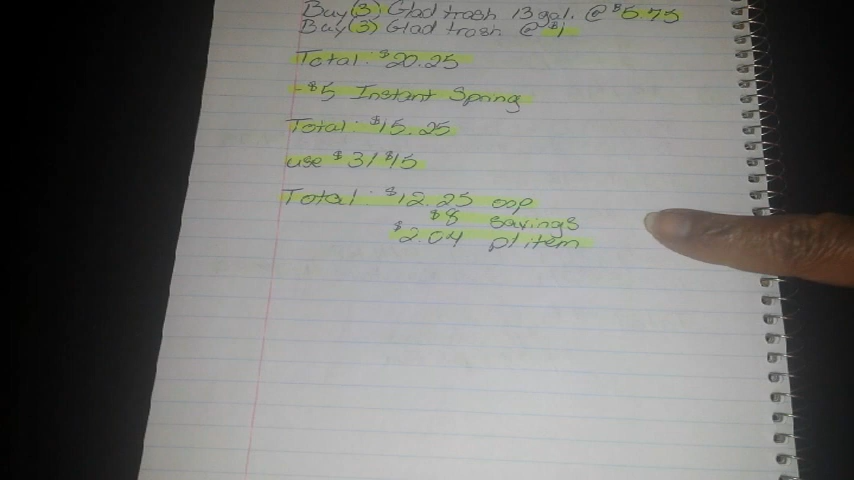 Buy (3) Glad trash 13 gal. @ $5.75
Buy (3) Glad trash @ $1
Total: $20.25
-$5 Instant Spring
Total: $15.25
use $3/$15
Total: $12.25 oop
$8 savings
$2.04 p/item